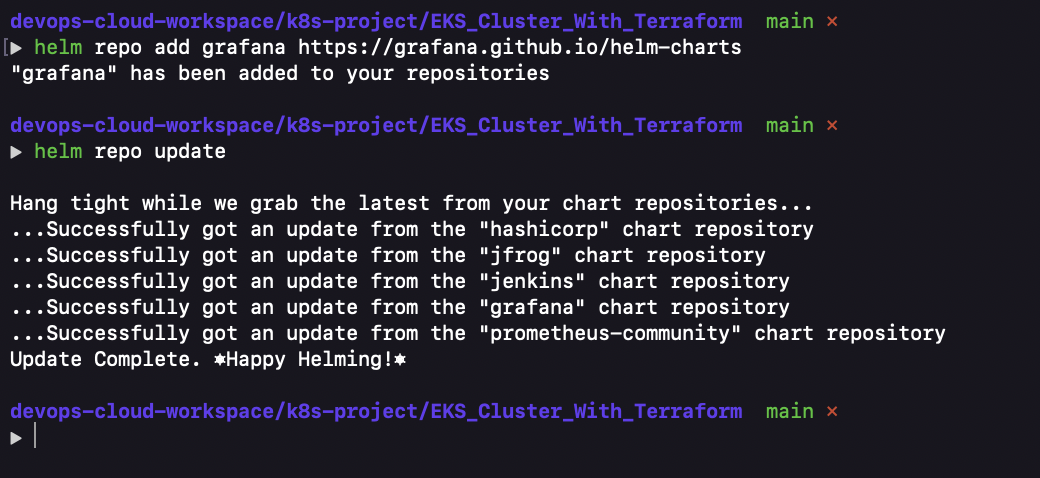 devops-cloud-workspace/k8s-project/EKS_Cluster_With_Terraform  main ×
[▶ helm repo add grafana https://grafana.github.io/helm-charts
"grafana" has been added to your repositories
devops-cloud-workspace/k8s-project/EKS_Cluster_With_Terraform  main ×
▶ helm repo update
Hang tight while we grab the latest from your chart repositories...
...Successfully got an update from the "hashicorp" chart repository
...Successfully got an update from the "jfrog" chart repository
...Successfully got an update from the "jenkins" chart repository
...Successfully got an update from the "grafana" chart repository
...Successfully got an update from the "prometheus-community" chart repository
Update Complete. ⎈Happy Helming!⎈
devops-cloud-workspace/k8s-project/EKS_Cluster_With_Terraform  main ×
▶